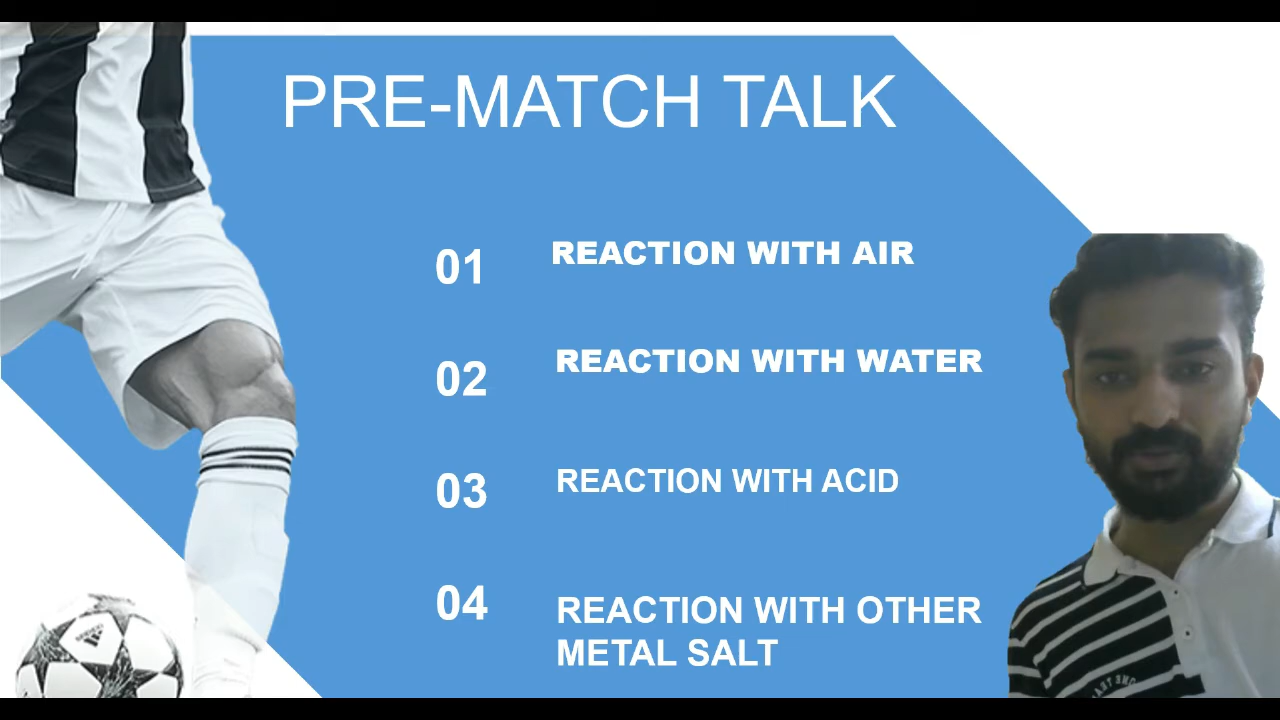 PRE-MATCH TALK
01
REACTION WITH AIR
02
REACTION WITH WATER
03
REACTION WITH ACID
04
REACTION WITH OTHER
METAL SALT